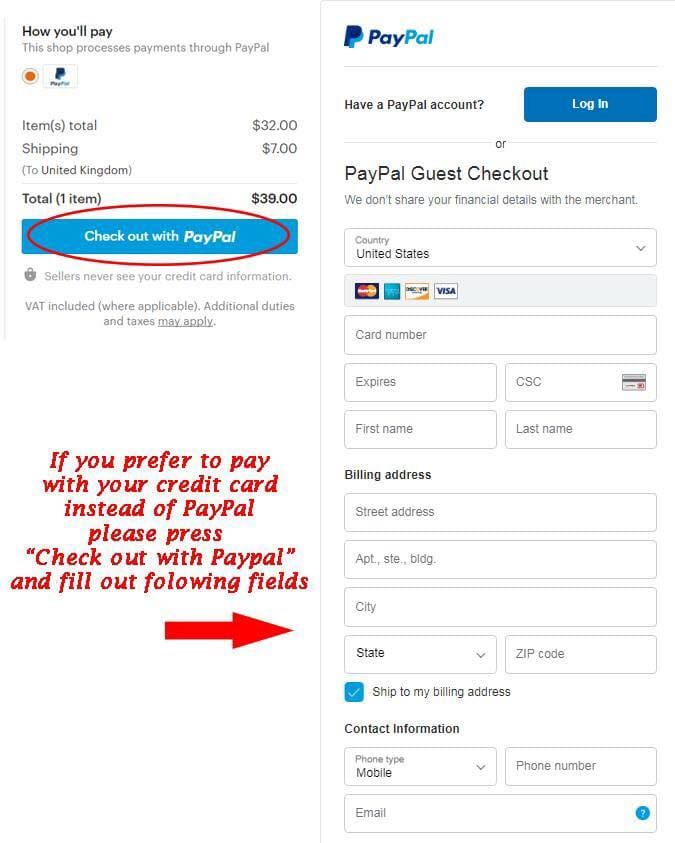 How you'll pay
This shop processes payments through PayPal
PayPal
Item(s) total $32.00
Shipping $7.00
(To United Kingdom)
Total (1 item) $39.00
Check out with PayPal
Sellers never see your credit card information.
VAT included (where applicable). Additional duties
and taxes may apply.
If you prefer to pay
with your credit card
instead of PayPal
please press
“Check out with Paypal”
and fill out folowing fields
PayPal
Have a PayPal account? Log In
or
PayPal Guest Checkout
We don't share your financial details with the merchant.
Country
United States
MasterCard DISCOVER VISA
Card number
Expires CSC
First name Last name
Billing address
Street address
Apt., ste., bldg.
City
State ZIP code
Ship to my billing address
Contact Information
Phone type
Mobile Phone number
Email ?